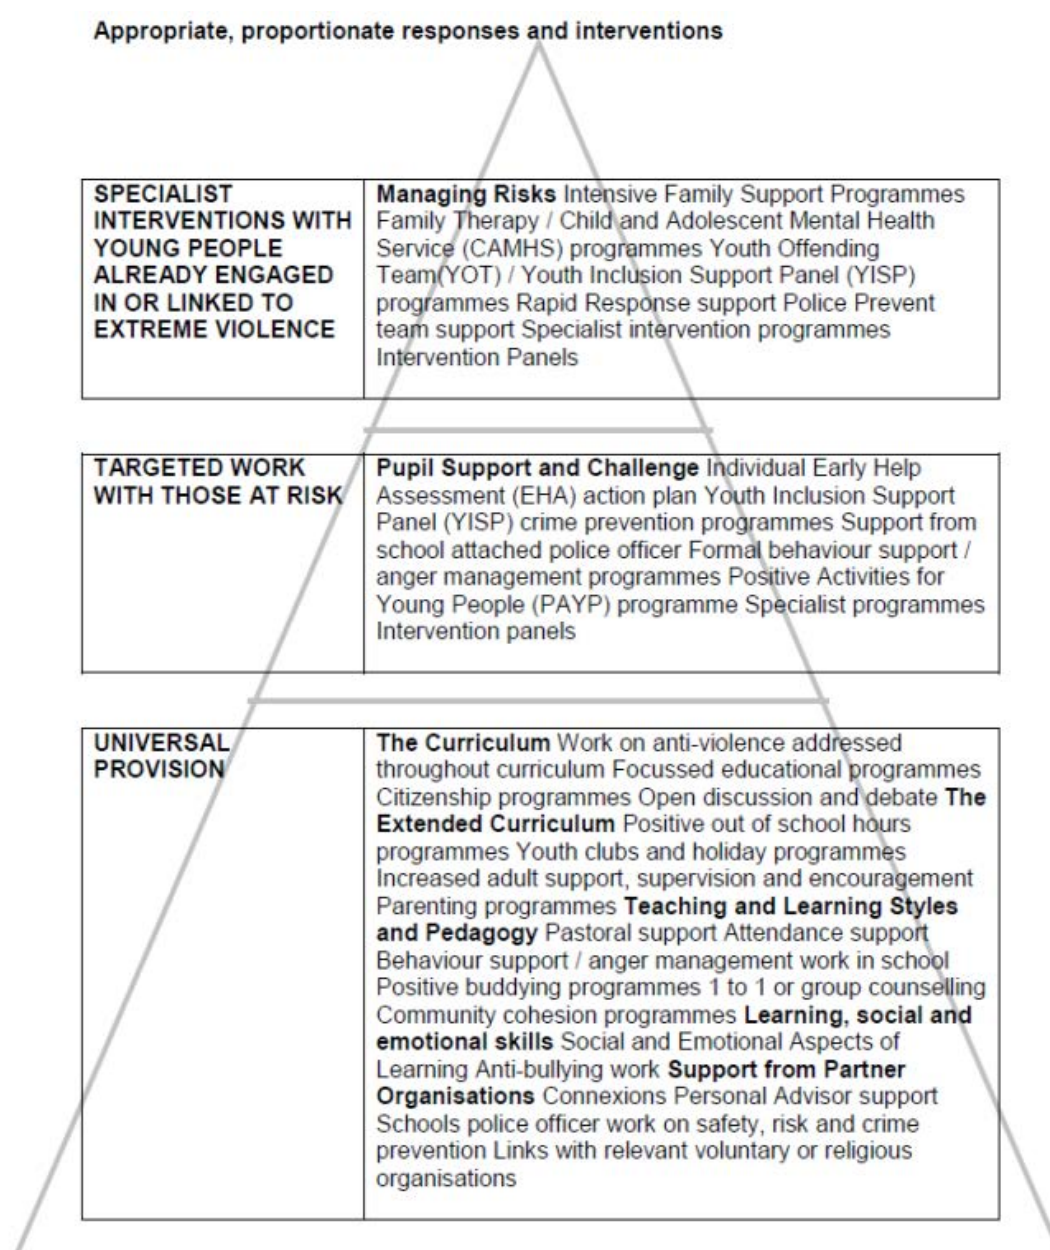 Appropriate, proportionate responses and interventions
SPECIALIST
INTERVENTIONS WITH
YOUNG PEOPLE
ALREADY ENGAGED
IN OR LINKED TO
EXTREME VIOLENCE
Managing Risks Intensive Family Support Programmes
Family Therapy / Child and Adolescent Mental Health
Service (CAMHS) programmes Youth Offending
Team(YOT) / Youth Inclusion Support Panel (YISP)
programmes Rapid Response support Police Prevent
team support Specialist intervention programmes
Intervention Panels
TARGETED WORK
WITH THOSE AT RISK
Pupil Support and Challenge Individual Early Help
Assessment (EHA) action plan Youth Inclusion Support
Panel (YISP) crime prevention programmes Support from
school attached police officer Formal behaviour support /
anger management programmes Positive Activities for
Young People (PAYP) programme Specialist programmes
Intervention panels
UNIVERSAL
PROVISION
The Curriculum Work on anti-violence addressed
throughout curriculum Focussed educational programmes
Citizenship programmes Open discussion and debate The
Extended Curriculum Positive out of school hours
programmes Youth clubs and holiday programmes
Increased adult support, supervision and encouragement
Parenting programmes Teaching and Learning Styles
and Pedagogy Pastoral support Attendance support
Behaviour support / anger management work in school
Positive buddying programmes 1 to 1 or group counselling
Community cohesion programmes Learning, social and
emotional skills Social and Emotional Aspects of
Learning Anti-bullying work Support from Partner
Organisations Connexions Personal Advisor support
Schools police officer work on safety, risk and crime
prevention Links with relevant voluntary or religious
organisations